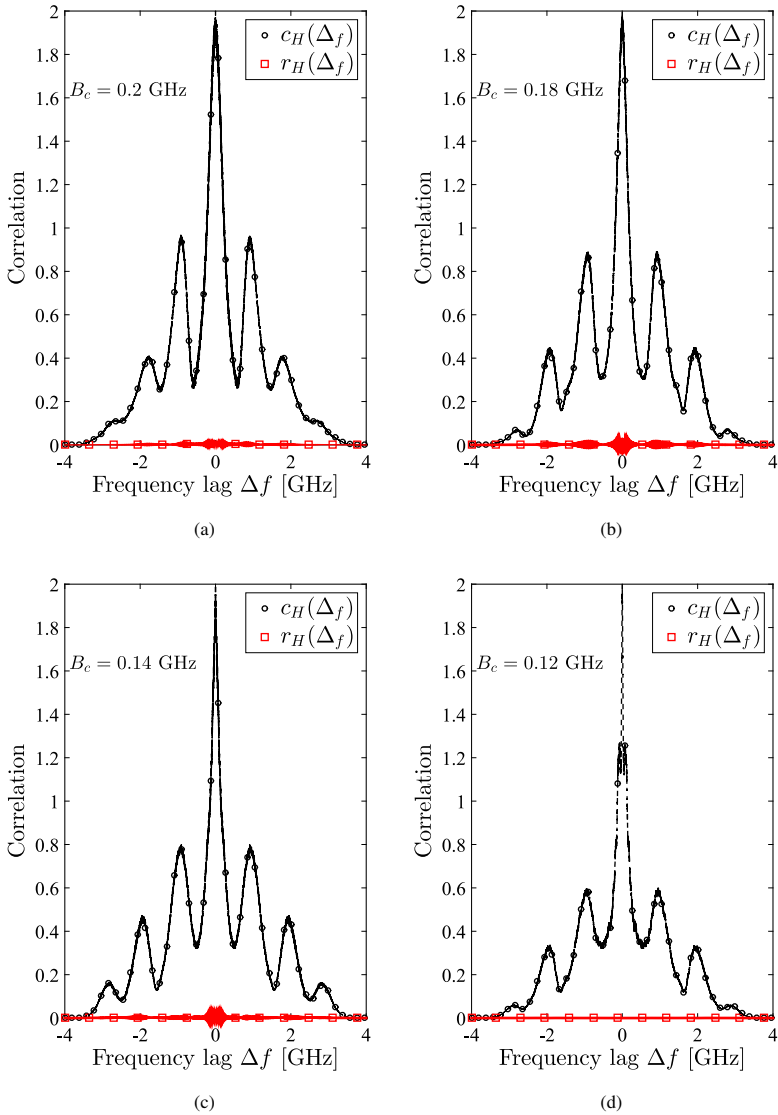 2
1.8
1.6
1.4
1.2
1
0.8
0.6
0.4
0.2
0
-4 -2 0 2 4
Correlation
Frequency lag Δf [GHz]
B_c = 0.2 GHz
c_H(Δ_f)
r_H(Δ_f)
(a)
2
1.8
1.6
1.4
1.2
1
0.8
0.6
0.4
0.2
0
-4 -2 0 2 4
Correlation
Frequency lag Δf [GHz]
B_c = 0.18 GHz
c_H(Δ_f)
r_H(Δ_f)
(b)
2
1.8
1.6
1.4
1.2
1
0.8
0.6
0.4
0.2
0
-4 -2 0 2 4
Correlation
Frequency lag Δf [GHz]
B_c = 0.14 GHz
c_H(Δ_f)
r_H(Δ_f)
(c)
2
1.8
1.6
1.4
1.2
1
0.8
0.6
0.4
0.2
0
-4 -2 0 2 4
Correlation
Frequency lag Δf [GHz]
B_c = 0.12 GHz
c_H(Δ_f)
r_H(Δ_f)
(d)